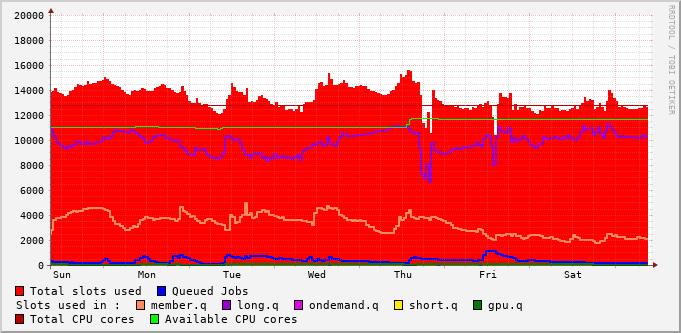 20000
18000
16000
14000
12000
10000
8000
6000
4000
2000
0
Sun Mon Tue Wed Thu Fri Sat
RRDTOOL / TOBI OETIKER
Total slots used Queued Jobs
Slots used in : member.q long.q ondemand.q short.q gpu.q
Total CPU cores Available CPU cores